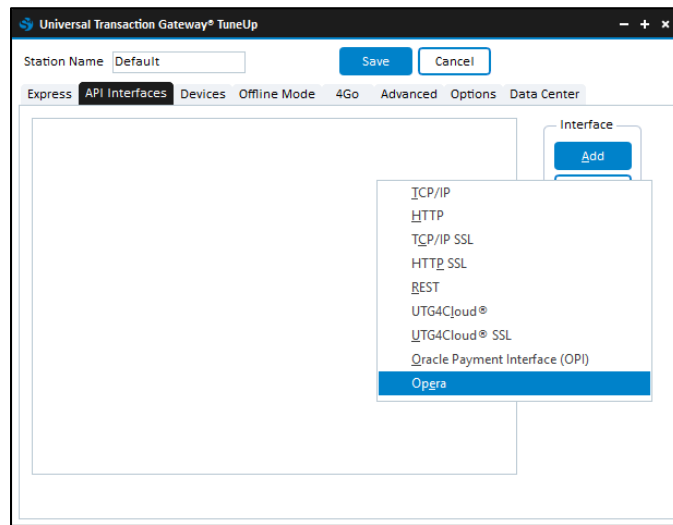 Universal Transaction Gateway® TuneUp
Station Name Default Save Cancel
Express API Interfaces Devices Offline Mode 4Go Advanced Options Data Center
Interface
Add
TCP/IP
HTTP
TCP/IP SSL
HTTP SSL
REST
UTG4Cloud®
UTG4Cloud® SSL
Oracle Payment Interface (OPI)
Opera